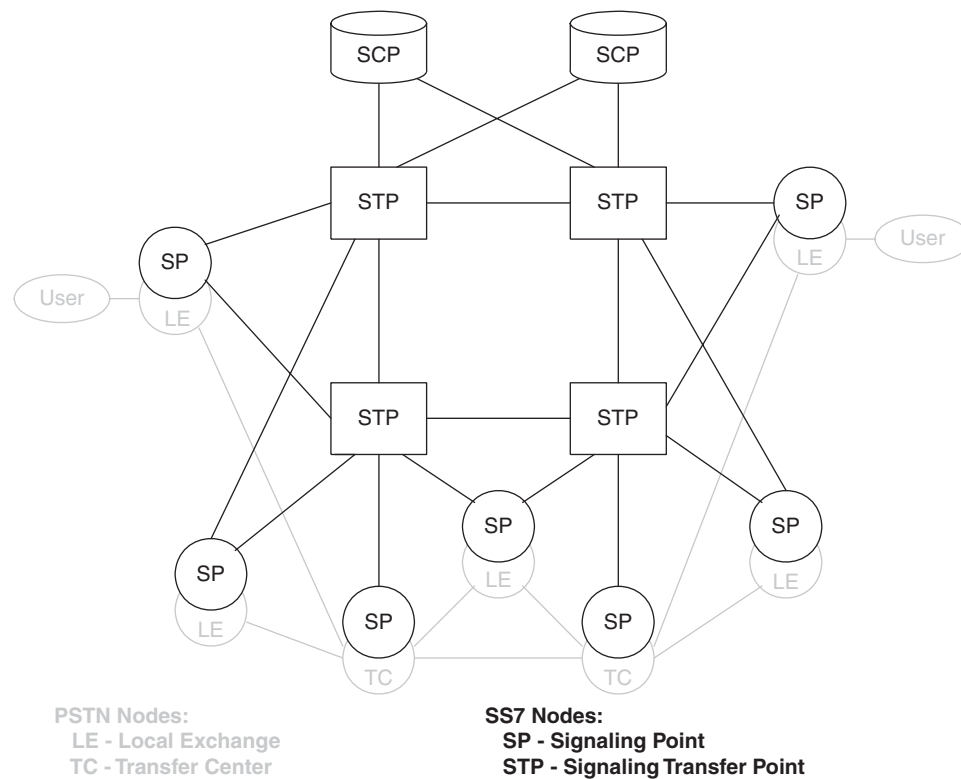 SCP SCP
STP STP SP
SP User
LE
User LE
STP STP
SP SP
SP LE LE
LE SP SP
TC TC
PSTN Nodes: SS7 Nodes:
LE - Local Exchange SP - Signaling Point
TC - Transfer Center STP - Signaling Transfer Point